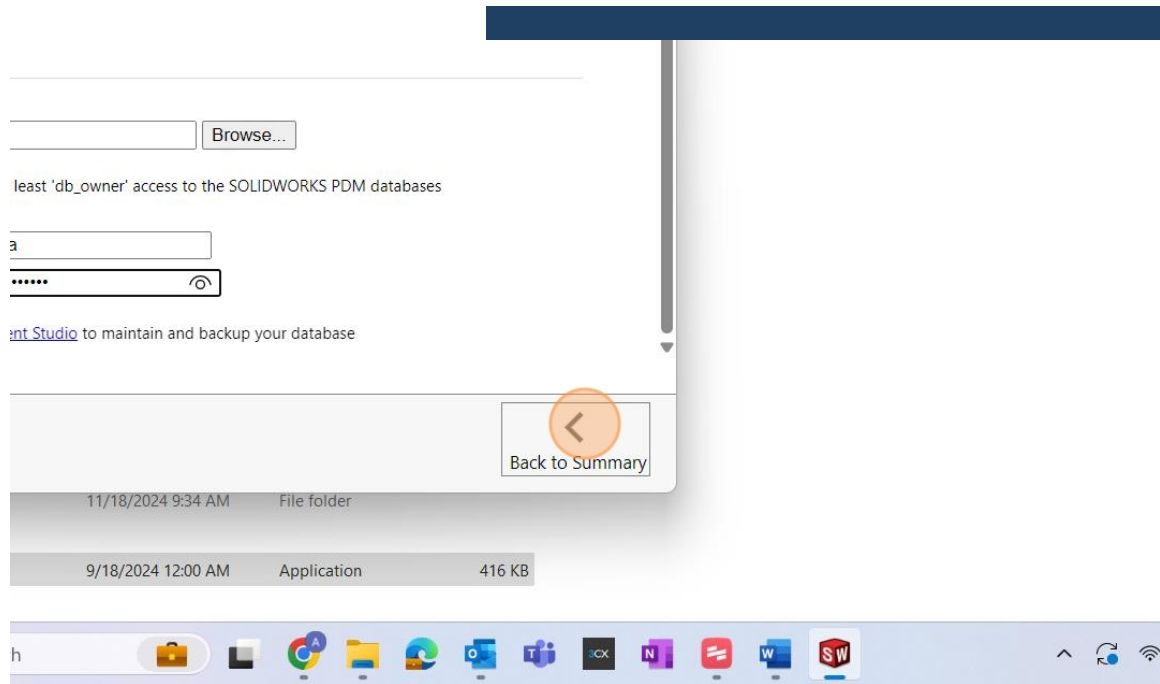 Browse...
least 'db_owner' access to the SOLIDWORKS PDM databases
a
••••••
ent Studio to maintain and backup your database
Back to Summary
11/18/2024 9:34 AM File folder
9/18/2024 12:00 AM Application 416 KB
h
A
T
3CX
N
W
SW